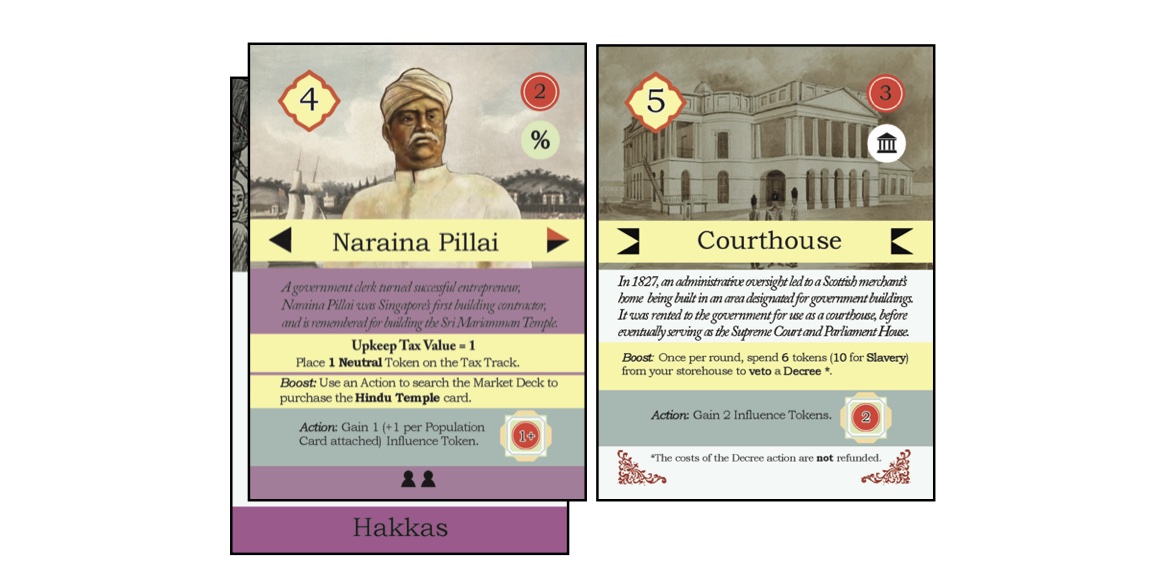 4
2
%
Naraina Pillai
A government clerk turned successful entrepreneur,
Naraina Pillai was Singapore's first building contractor,
and is remembered for building the Sri Mariamman Temple.
Upkeep Tax Value = 1
Place 1 Neutral Token on the Tax Track.
Boost: Use an Action to search the Market Deck to
purchase the Hindu Temple card.
Action: Gain 1 (+1 per Population
Card attached) Influence Token.
1+
Hakkas
5
3
Courthouse
In 1827, an administrative oversight led to a Scottish merchant's
home being built in an area designated for government buildings.
It was rented to the government for use as a courthouse, before
eventually serving as the Supreme Court and Parliament House.
Boost: Once per round, spend 6 tokens (10 for Slavery)
from your storehouse to veto a Decree *.
Action: Gain 2 Influence Tokens.
2
*The costs of the Decree action are not refunded.